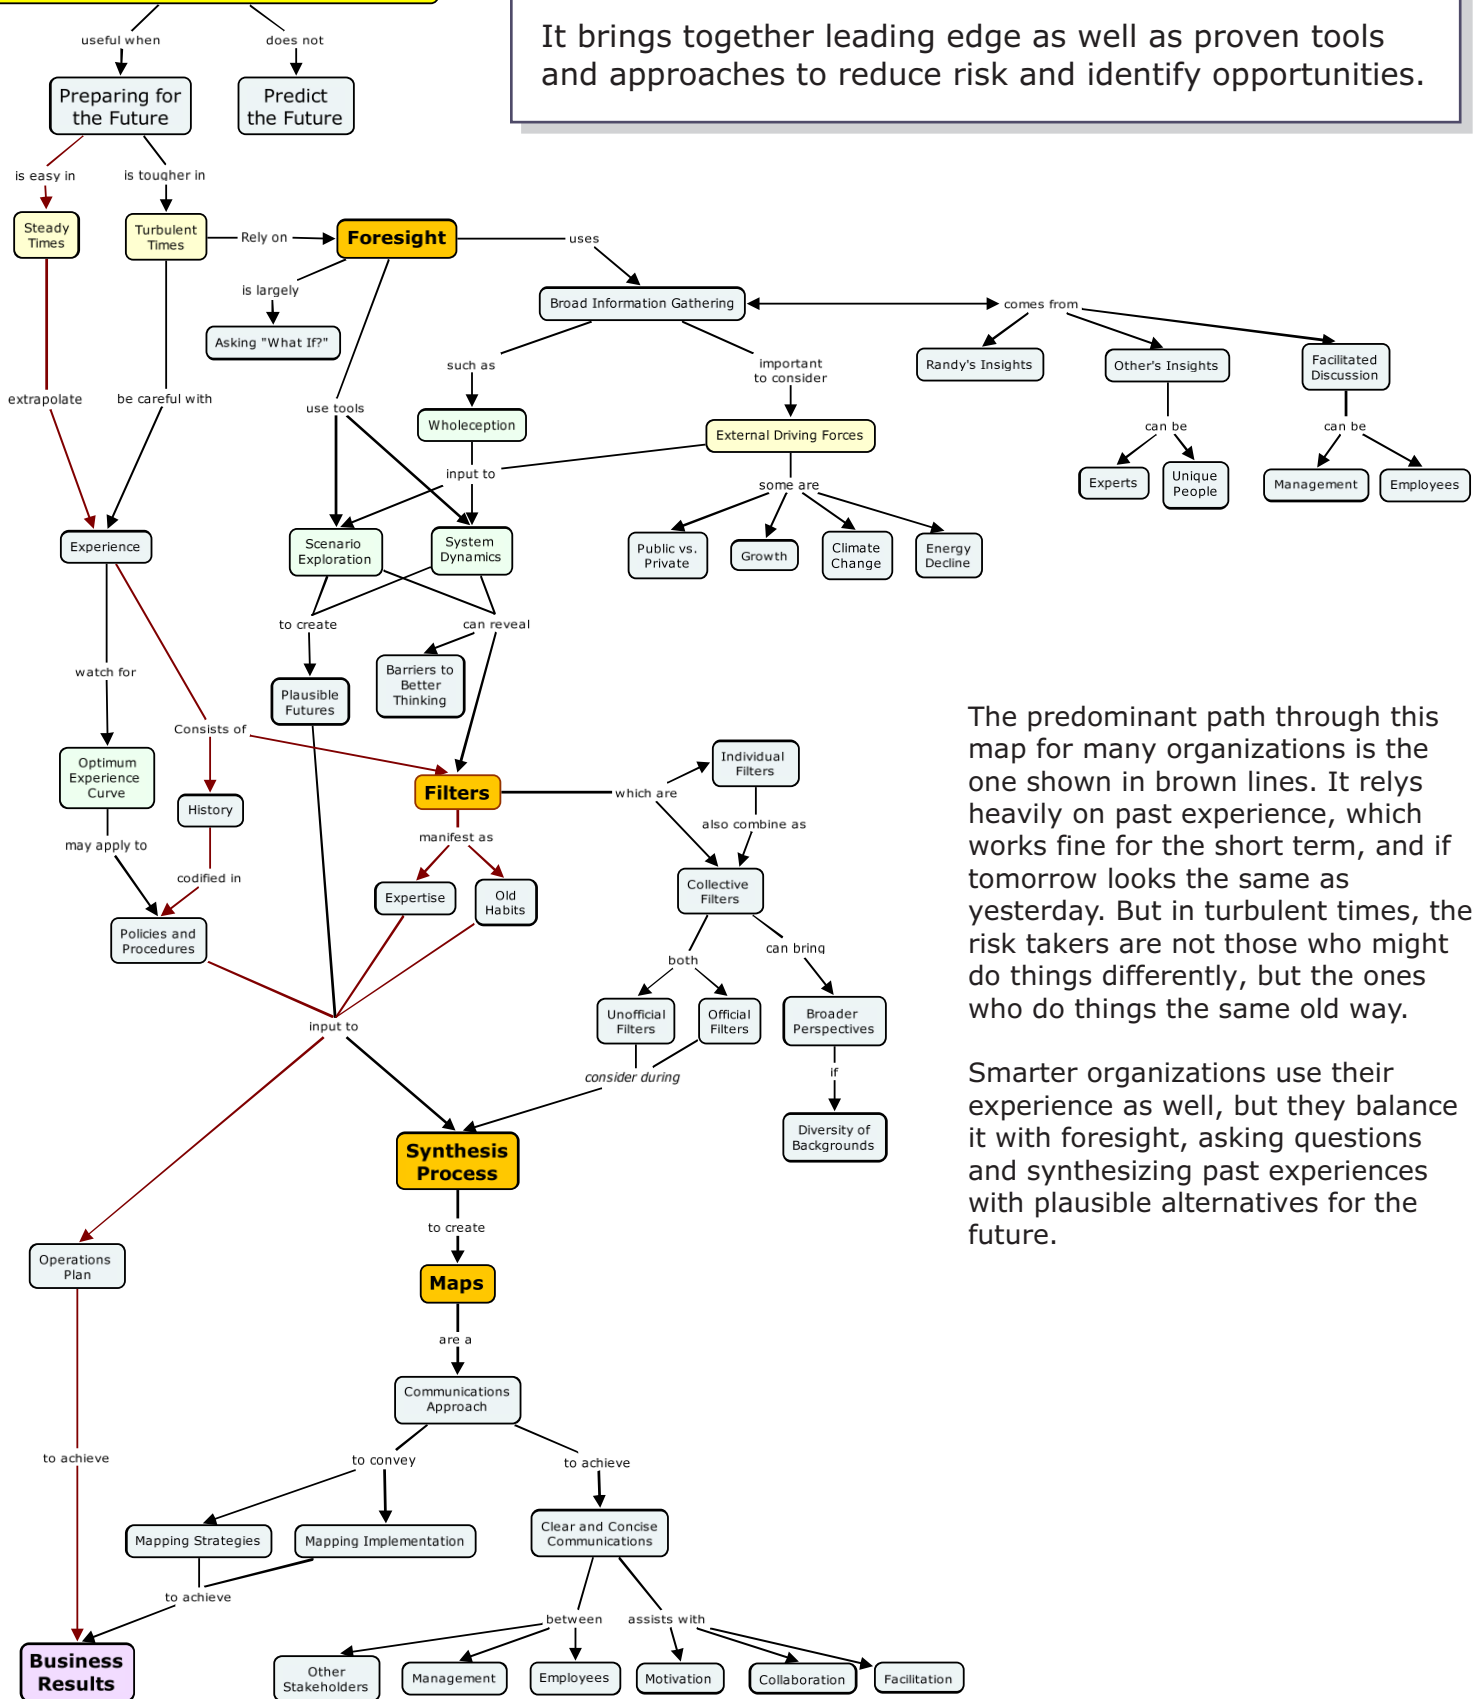 It brings together leading edge as well as proven tools
and approaches to reduce risk and identify opportunities.
useful when
does not
Preparing for
the Future
Predict
the Future
is easy in
is tougher in
Steady
Times
Turbulent
Times
Rely on
Foresight
uses
is largely
Asking "What If?"
Broad Information Gathering
comes from
such as
important
to consider
Randy's Insights
Other's Insights
Facilitated
Discussion
extrapolate
be careful with
use tools
Wholeception
External Driving Forces
can be
can be
input to
some are
Experts
Unique
People
Management
Employees
Experience
Scenario
Exploration
System
Dynamics
Public vs.
Private
Growth
Climate
Change
Energy
Decline
to create
can reveal
watch for
Barriers to
Better
Thinking
Plausible
Futures
Consists of
Optimum
Experience
Curve
History
Filters
which are
Individual
Filters
manifest as
also combine as
may apply to
codified in
Expertise
Old
Habits
Collective
Filters
Policies and
Procedures
both
can bring
input to
Unofficial
Filters
Official
Filters
Broader
Perspectives
consider during
if
Diversity of
Backgrounds
Synthesis
Process
to create
Operations
Plan
Maps
are a
Communications
Approach
to achieve
to convey
to achieve
Mapping Strategies
Mapping Implementation
Clear and Concise
Communications
to achieve
between
assists with
Business
Results
Other
Stakeholders
Management
Employees
Motivation
Collaboration
Facilitation
The predominant path through this
map for many organizations is the
one shown in brown lines. It relys
heavily on past experience, which
works fine for the short term, and if
tomorrow looks the same as
yesterday. But in turbulent times, the
risk takers are not those who might
do things differently, but the ones
who do things the same old way.
Smarter organizations use their
experience as well, but they balance
it with foresight, asking questions
and synthesizing past experiences
with plausible alternatives for the
future.